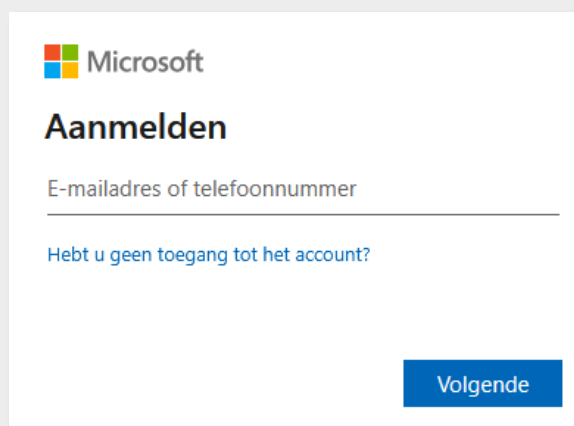 Microsoft
Aanmelden
E-mailadres of telefoonnummer
Hebt u geen toegang tot het account?
Volgende